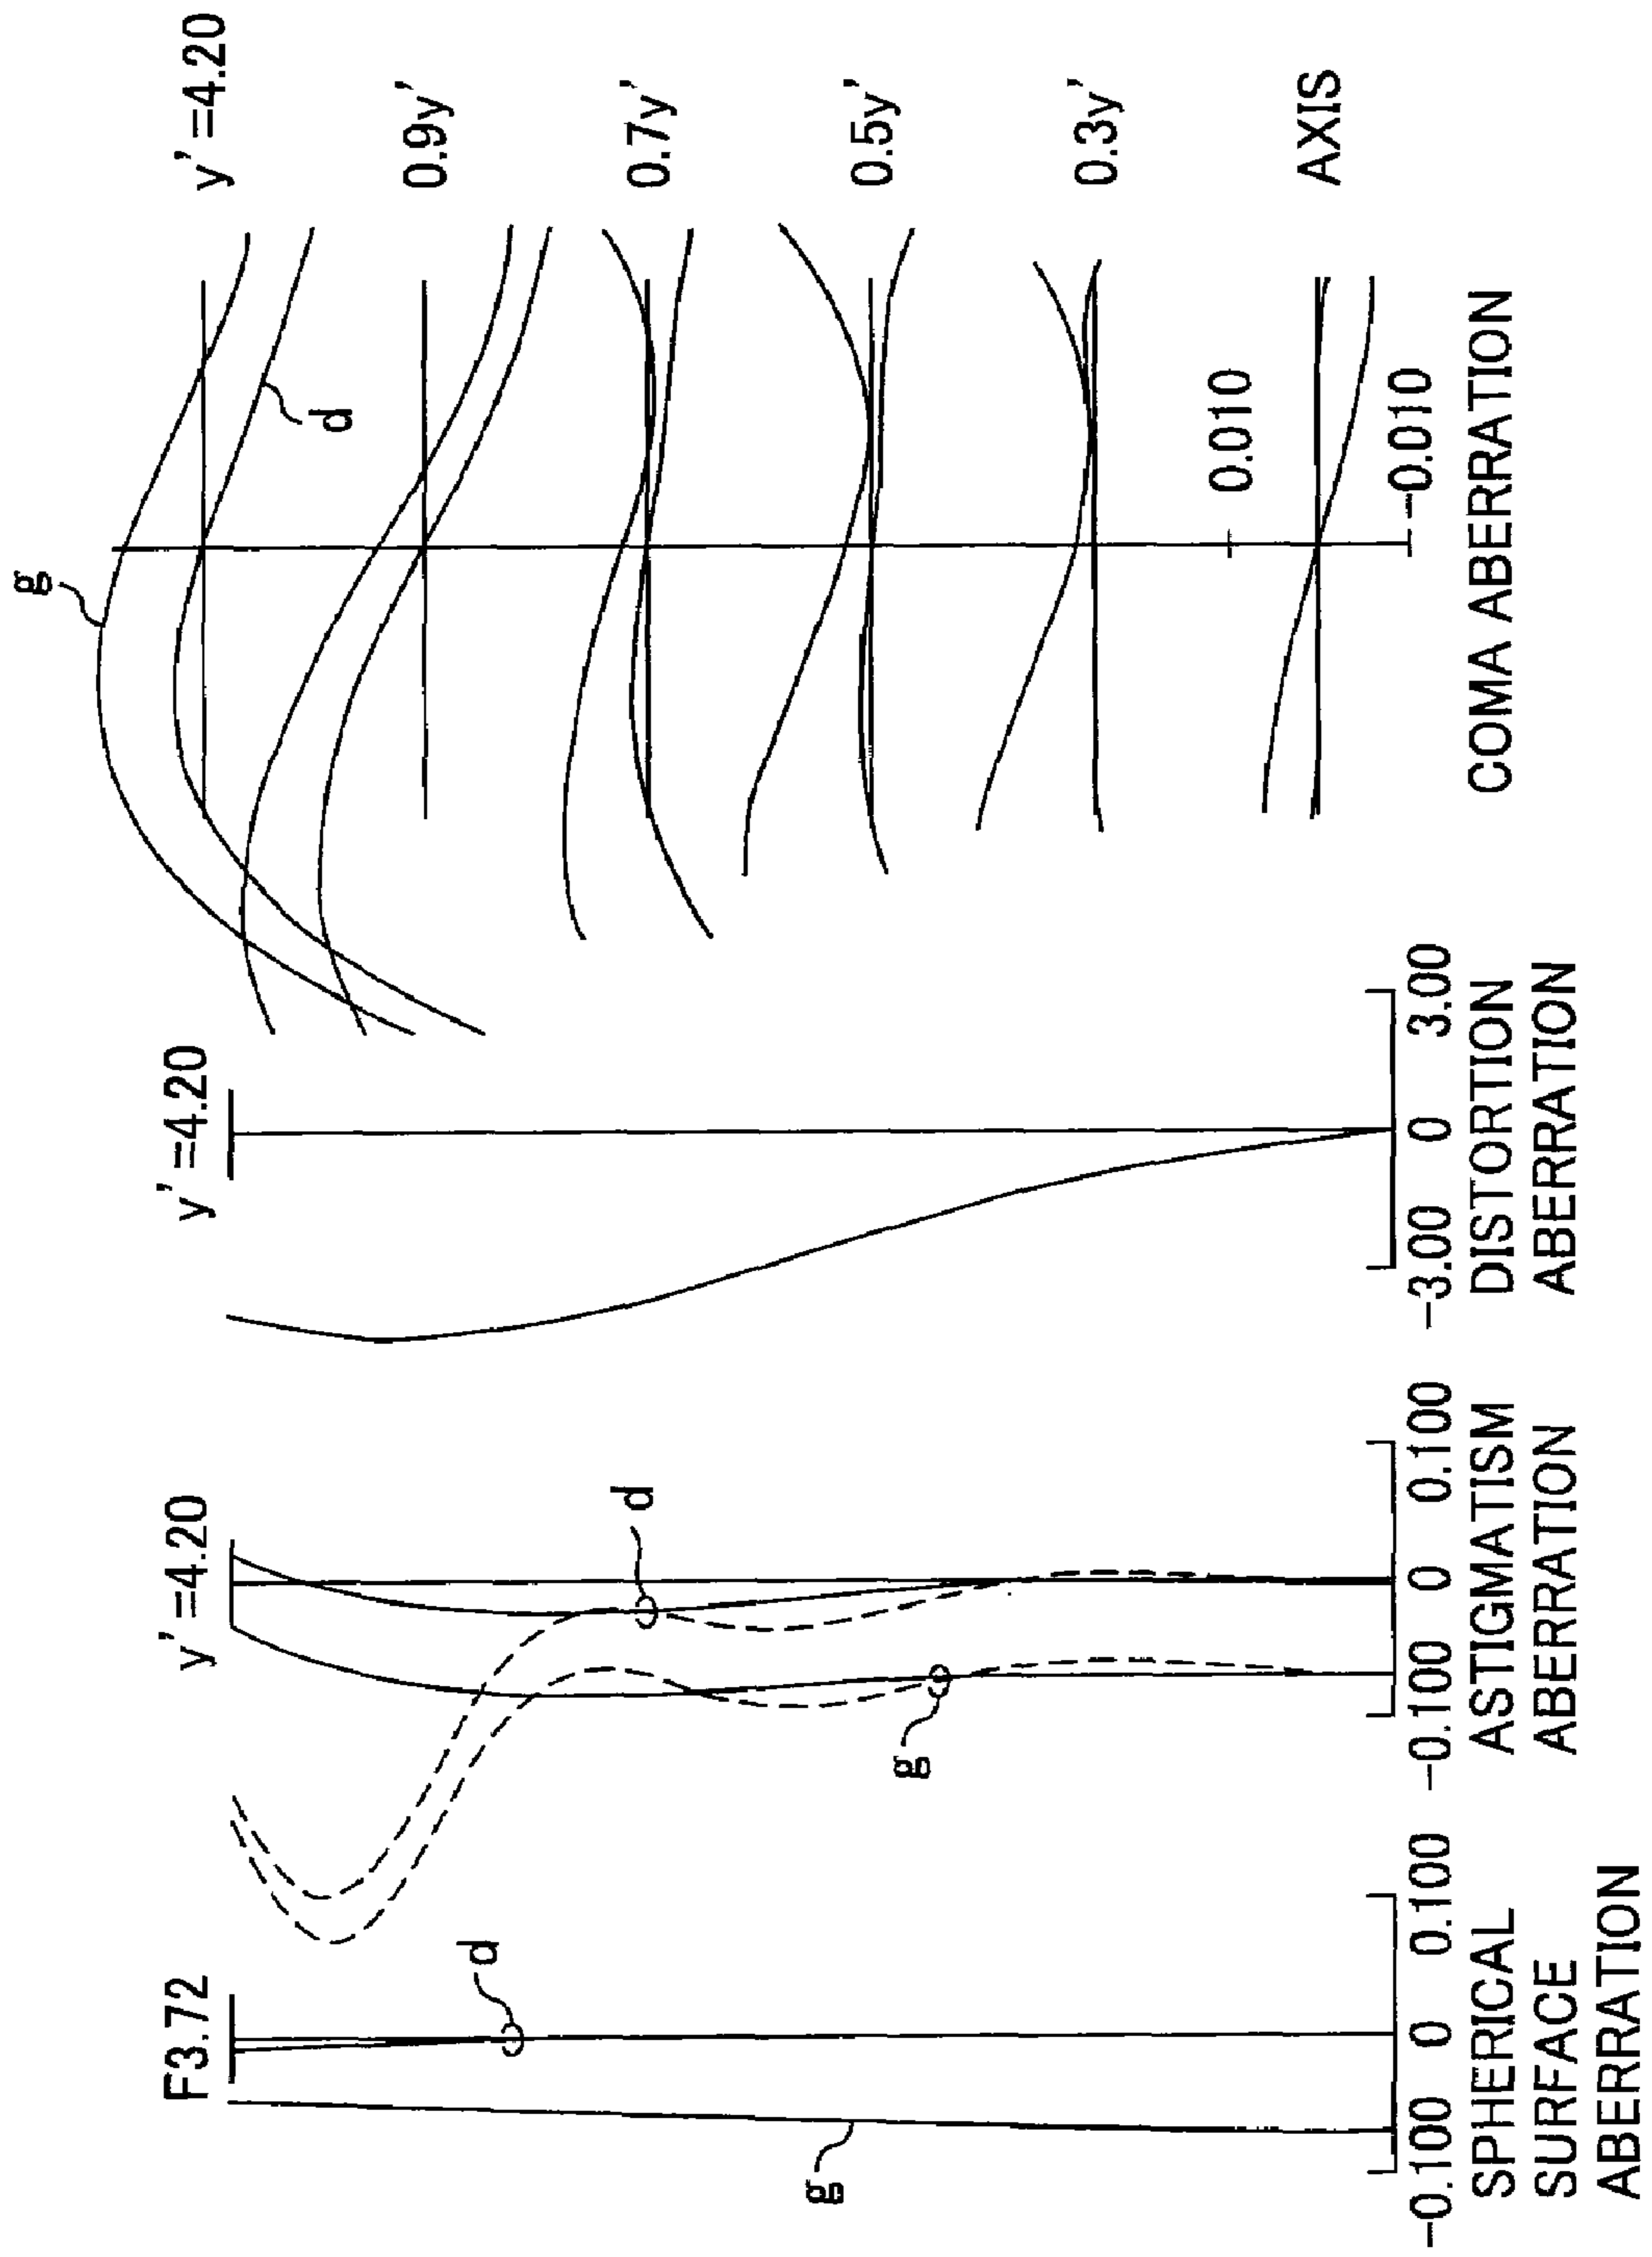 F3.72
d
g
-0.100 0 0.100
SPHERICAL
SURFACE
ABERRATION
y'=4.20
d
g
-0.100 0 0.100
ASTIGMATISM
ABERRATION
y'=4.20
-3.00 0 3.00
DISTORTION
ABERRATION
g
y'=4.20
d
0.9y'
0.7y'
0.5y'
0.3y'
0.010
AXIS
-0.010
COMA ABERRATION